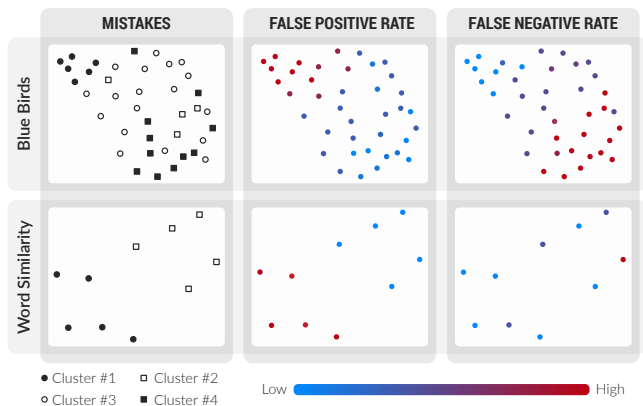 MISTAKES
FALSE POSITIVE RATE
FALSE NEGATIVE RATE
Blue Birds
Word Similarity
Cluster #1
Cluster #2
Cluster #3
Cluster #4
Low
High